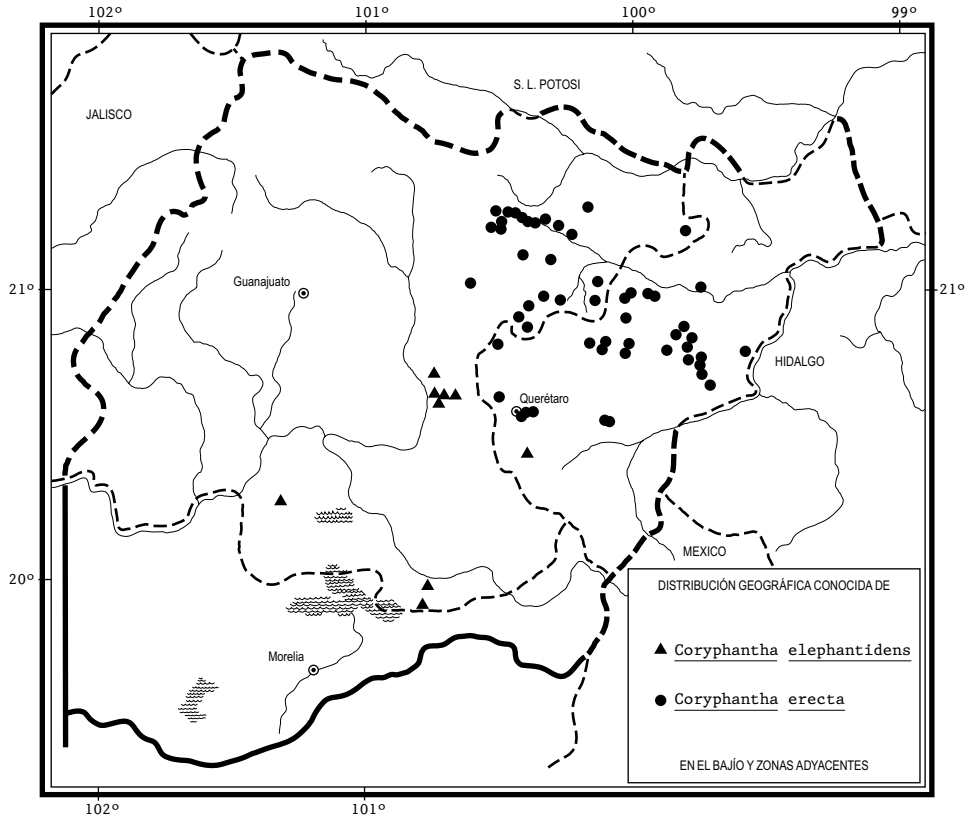 102º 101º 100º 99º
S. L. POTOSI
JALISCO
Guanajuato
21º 21º
HIDALGO
Querétaro
MEXICO
20º
DISTRIBUCIÓN GEOGRÁFICA CONOCIDA DE
Morelia
Coryphantha elephantidens
Coryphantha erecta
EN EL BAJÍO Y ZONAS ADYACENTES
102º 101º